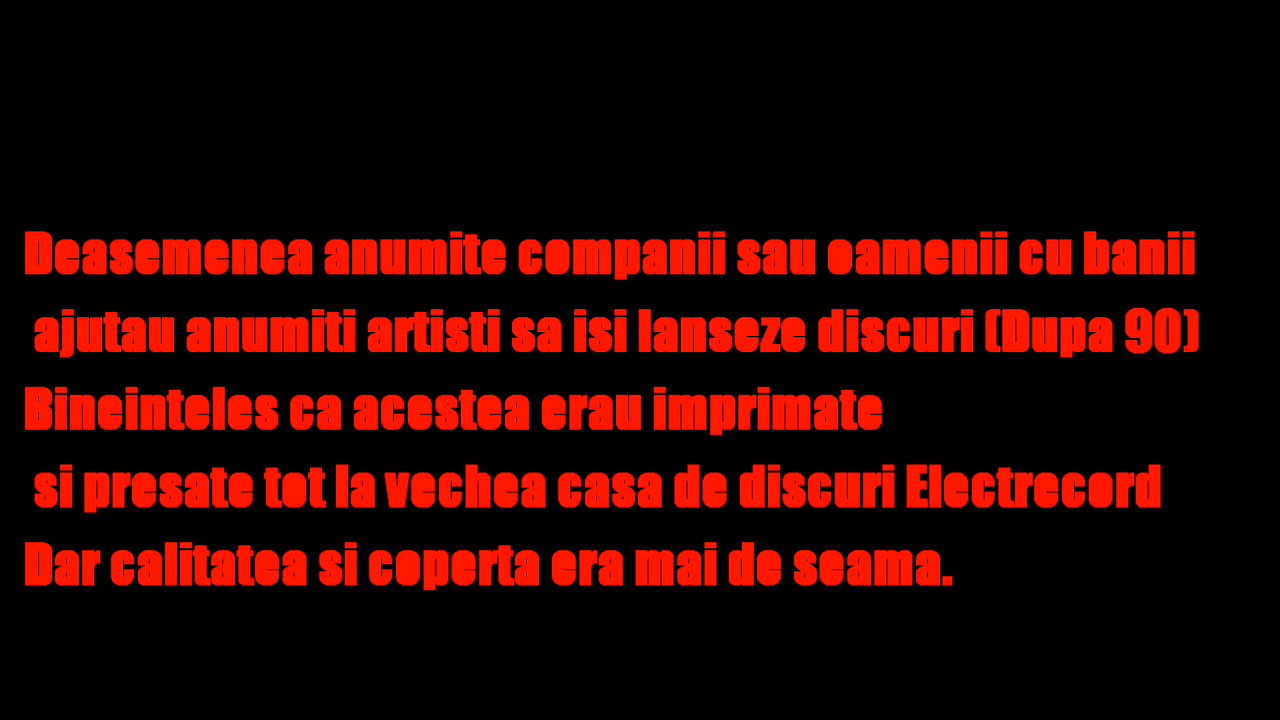 Deasemenea anumite companii sau oamenii cu banii
ajutau anumiti artisti sa isi lanseze discuri (Dupa 90)
Bineinteles ca acestea erau imprimate
si presate tot la vechea casa de discuri Electrecord
Dar calitatea si coperta era mai de seama.